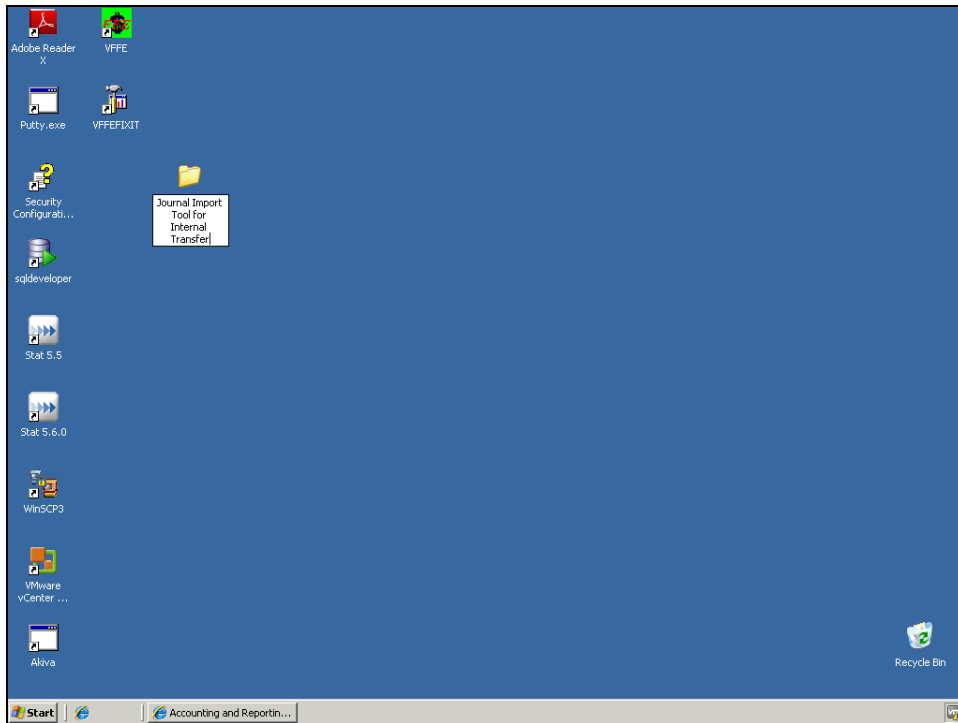 Adobe Reader
X
VFFE
Putty.exe
VFFEFIXIT
Security
Configurati...
Journal Import
Tool for
Internal
Transfer
sqldeveloper
Stat 5.5
Stat 5.6.0
WinSCP3
VMware
vCenter ...
Akiva
Recycle Bin
Start
Accounting and Reportin...